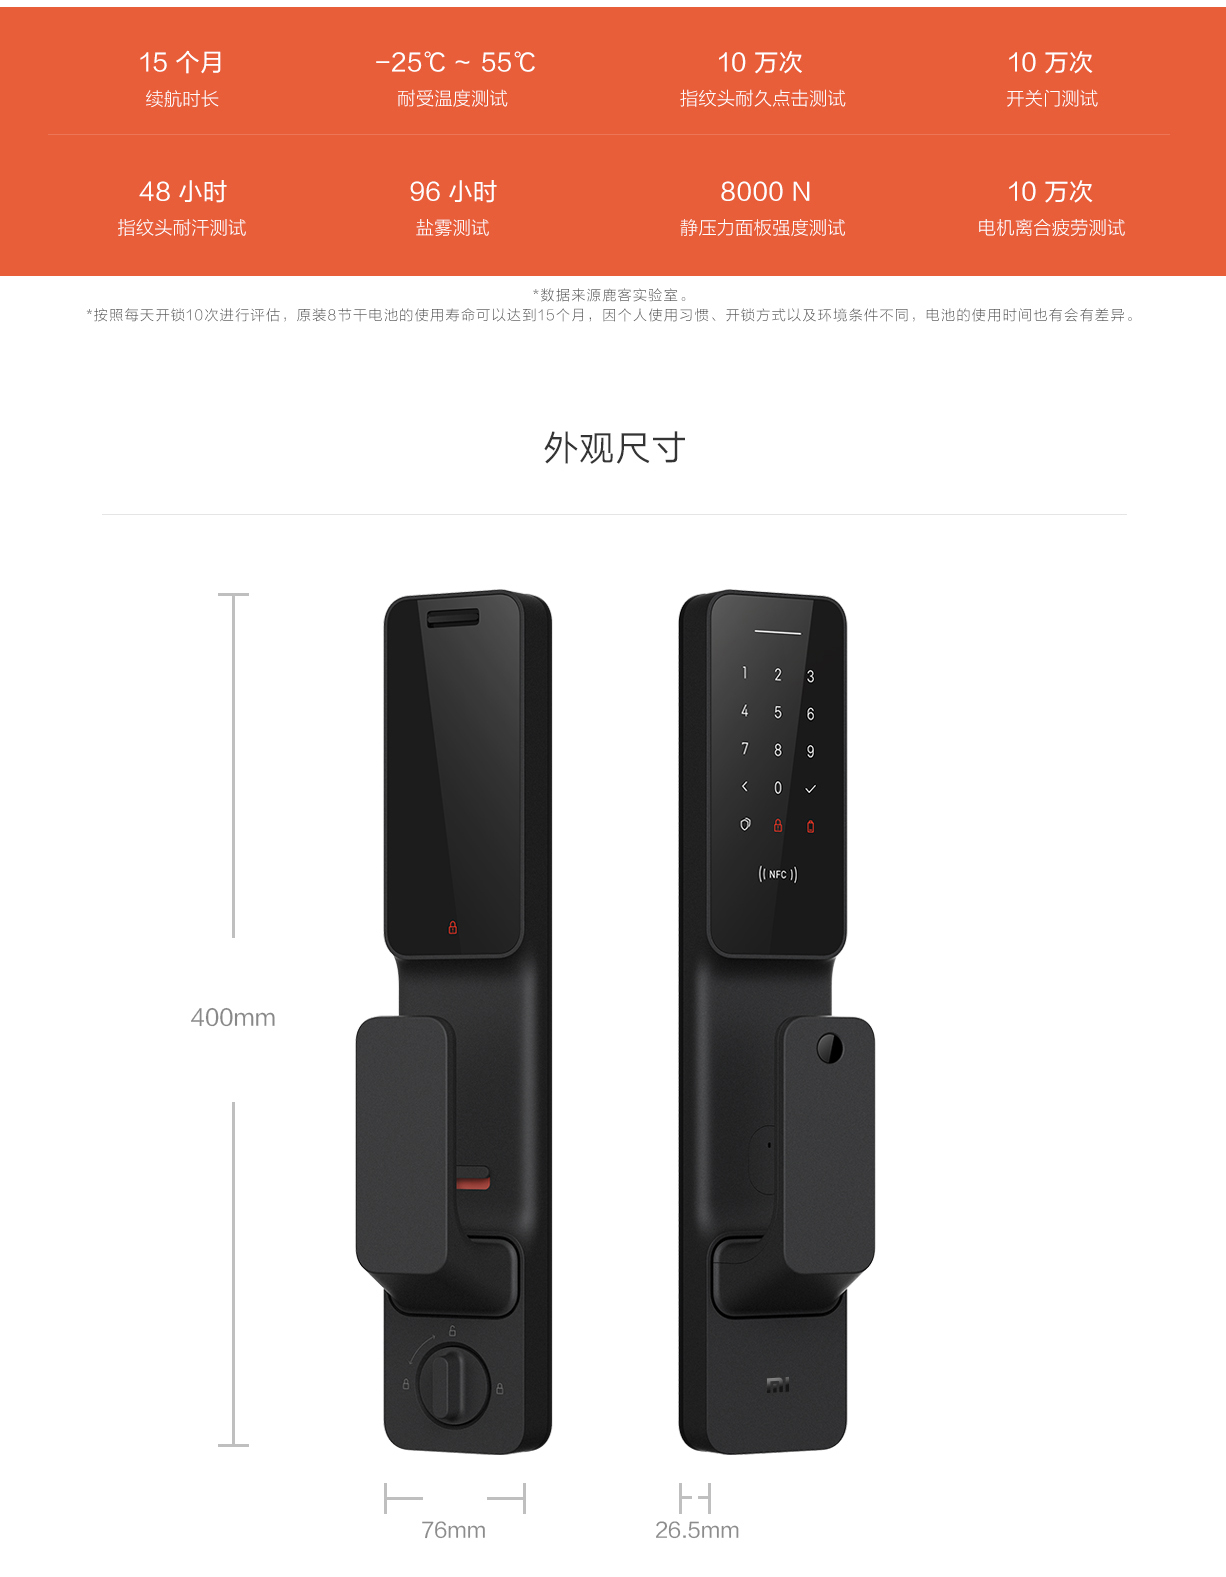 15 个月
-25℃ ~ 55℃
10 万次
10 万次
续航时长
耐受温度测试
指纹头耐久点击测试
开关门测试
48 小时
96 小时
8000 N
10 万次
指纹头耐汗测试
盐雾测试
静压力面板强度测试
电机离合疲劳测试
*数据来源鹿客实验室。
*按照每天开锁10次进行评估，原装8节干电池的使用寿命可以达到15个月，因个人使用习惯、开锁方式以及环境条件不同，电池的使用时间也有会有差异。
外观尺寸
1 2 3
4 5 6
7 8 9
0
NFC
400mm
mi
76mm
26.5mm